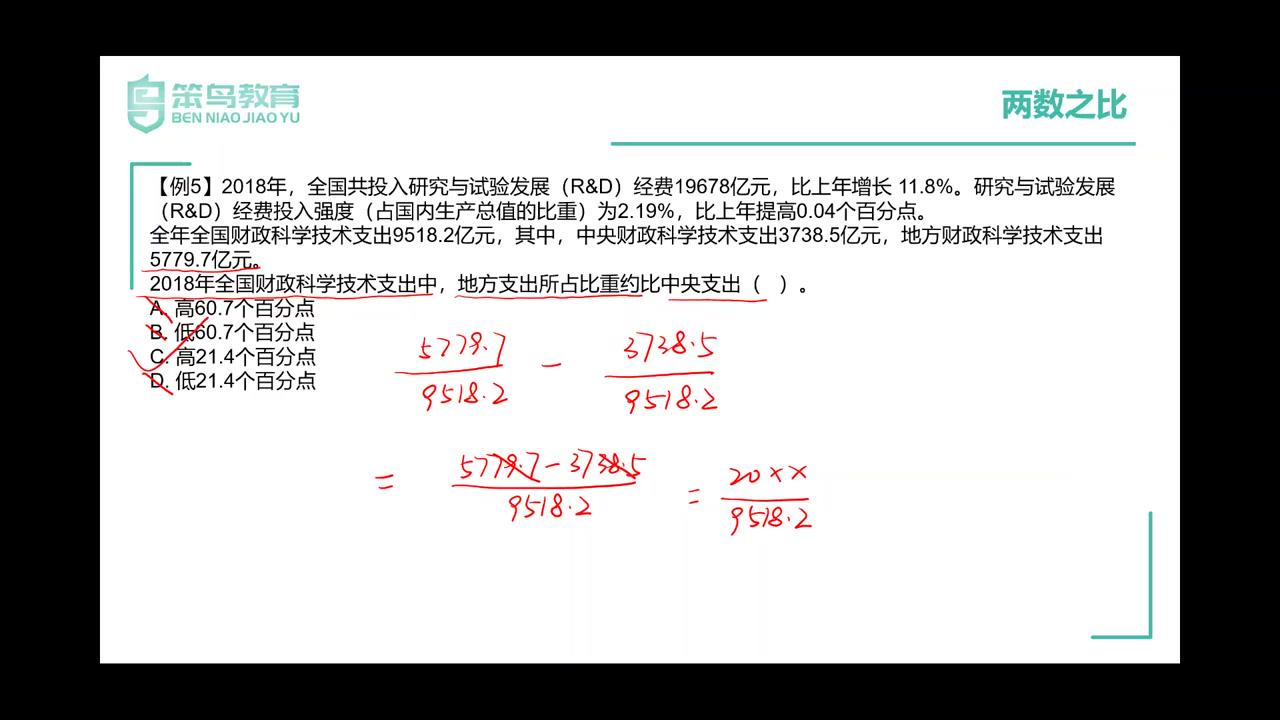 笨鸟教育
BEN NIAO JIAO YU
两数之比
【例5】2018年，全国共投入研究与试验发展（R&D）经费19678亿元，比上年增长 11.8%。研究与试验发展
（R&D）经费投入强度（占国内生产总值的比重）为2.19%，比上年提高0.04个百分点。
全年全国财政科学技术支出9518.2亿元，其中，中央财政科学技术支出3738.5亿元，地方财政科学技术支出
5779.7亿元。
2018年全国财政科学技术支出中，地方支出所占比重约比中央支出（ ）。
A. 高60.7个百分点
B. 低60.7个百分点
C. 高21.4个百分点
D. 低21.4个百分点
5779.7 − 3738.5
9518.2 9518.2
= 5779.7 − 3738.5 = 20××
9518.2 9518.2